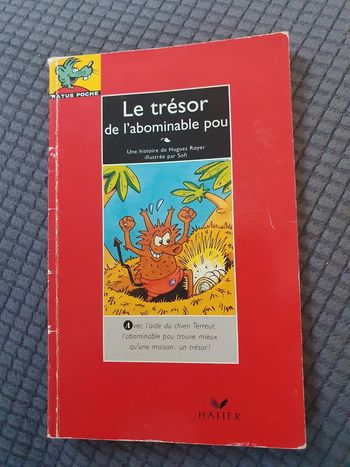 RATUS POCHE
Le trésor
de l'abominable pou
Une histoire de Hugues Royer
illustrée par Sofi
Avec l'aide du chien Terreur,
l'abominable pou trouve mieux
qu'une maison : un trésor !
HATIER